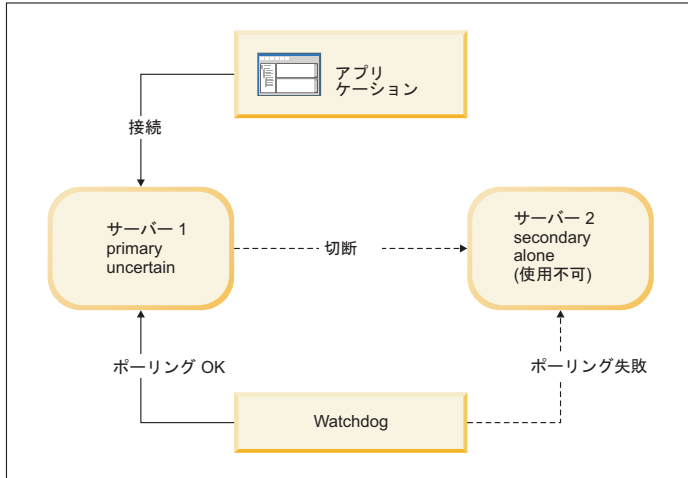 アプリ
ケーション
接続
サーバー 1
primary
uncertain
切断
サーバー 2
secondary
alone
(使用不可)
ポーリング OK
ポーリング失敗
Watchdog